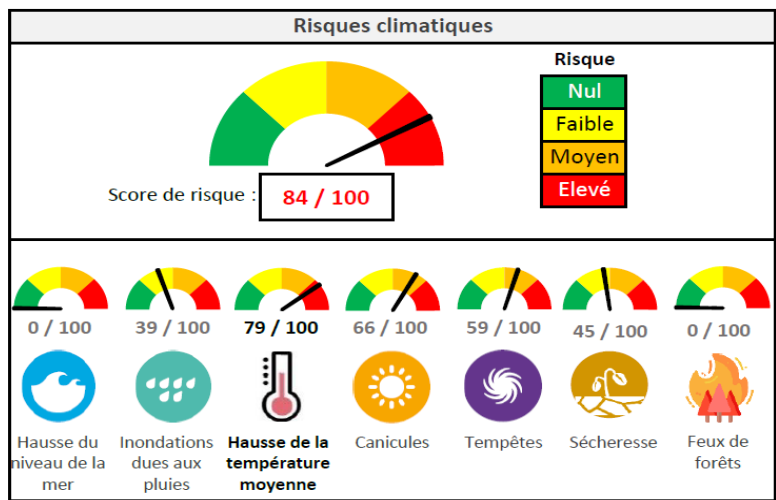 Risques climatiques
Risque
Nul
Faible
Moyen
Elevé
Score de risque : 84 / 100
0 / 100
39 / 100
79 / 100
66 / 100
59 / 100
45 / 100
0 / 100
Hausse du
niveau de la
mer
Inondations
dues aux
pluies
Hausse de la
température
moyenne
Canicules
Tempêtes
Sécheresse
Feux de
forêts